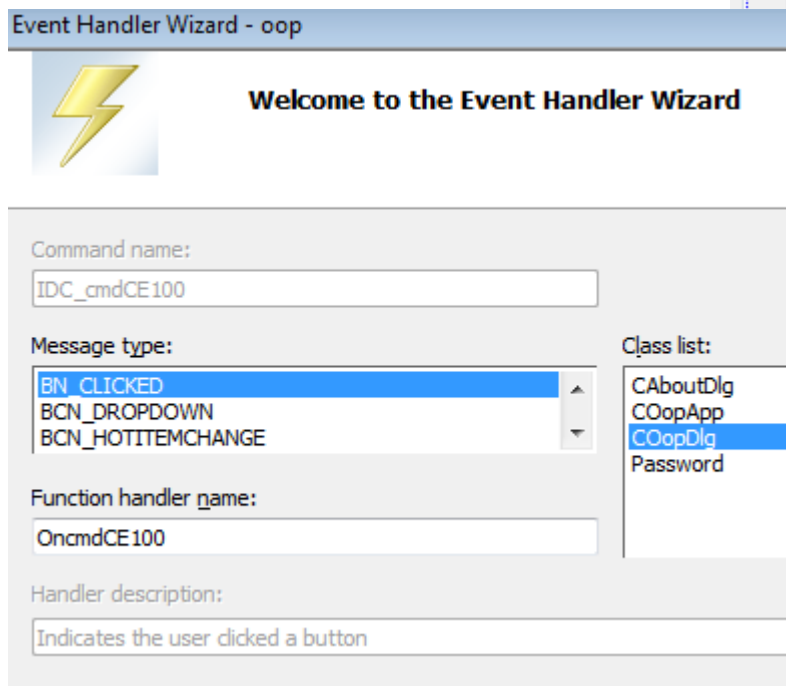 Event Handler Wizard - oop
Welcome to the Event Handler Wizard
Command name:
IDC_cmdCE100
Message type:
BN_CLICKED
BCN_DROPDOWN
BCN_HOTITEMCHANGE
Class list:
CAboutDlg
COopApp
COopDlg
Password
Function handler name:
OncmdCE100
Handler description:
Indicates the user clicked a button